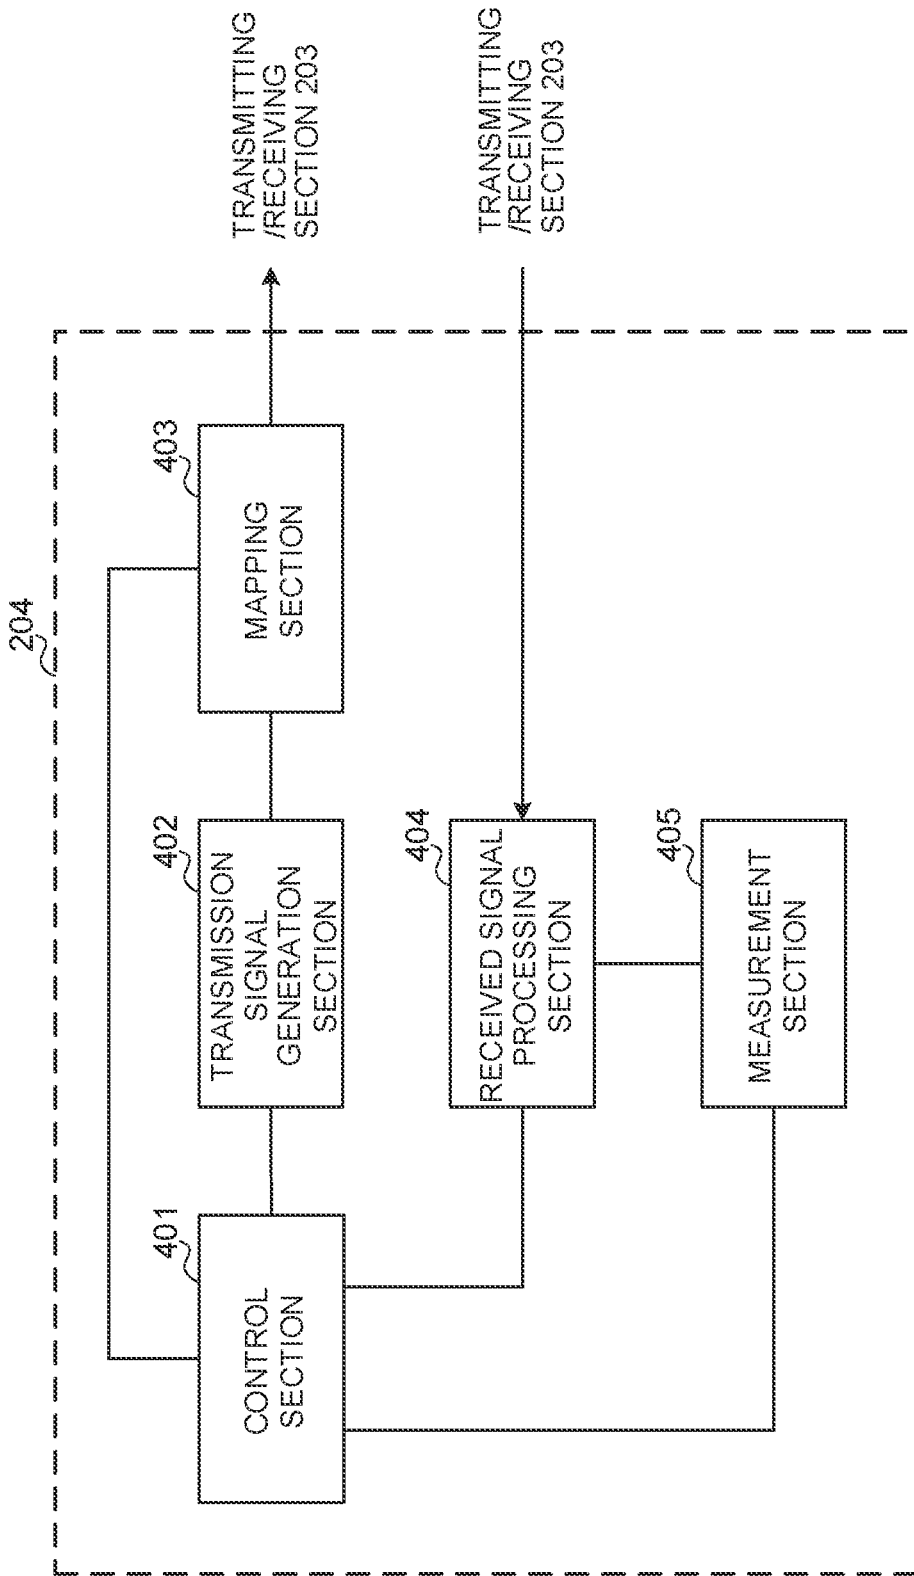 204
401
CONTROL
SECTION
402
TRANSMISSION
SIGNAL
GENERATION
SECTION
403
MAPPING
SECTION
TRANSMITTING
/RECEIVING
SECTION 203
404
RECEIVED SIGNAL
PROCESSING
SECTION
TRANSMITTING
/RECEIVING
SECTION 203
405
MEASUREMENT
SECTION